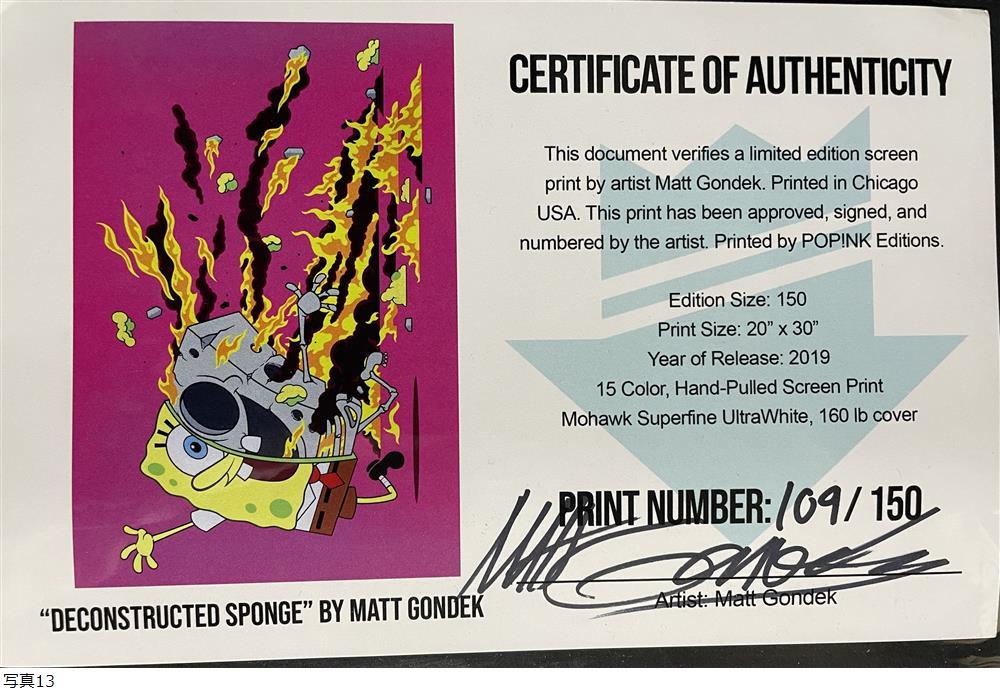 CERTIFICATE OF AUTHENTICITY
This document verifies a limited edition screen
print by artist Matt Gondek. Printed in Chicago
USA. This print has been approved, signed, and
numbered by the artist. Printed by POP!NK Editions.
Edition Size: 150
Print Size: 20” x 30”
Year of Release: 2019
15 Color, Hand-Pulled Screen Print
Mohawk Superfine UltraWhite, 160 lb cover
PRINT NUMBER: 109 / 150
Matt Gondek
Artist: Matt Gondek
“DECONSTRUCTED SPONGE” BY MATT GONDEK
写真13